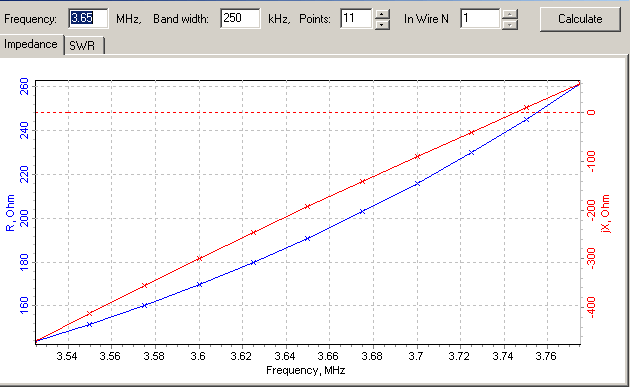 Frequency: 3.65 MHz, Band width: 250 kHz, Points: 11 In Wire N 1 Calculate
Impedance SWR
260
240
220
200
180
160
R, Ohm
0
-100
-200
-300
-400
jX, Ohm
3.54 3.56 3.58 3.6 3.62 3.64 3.66 3.68 3.7 3.72 3.74 3.76
Frequency, MHz